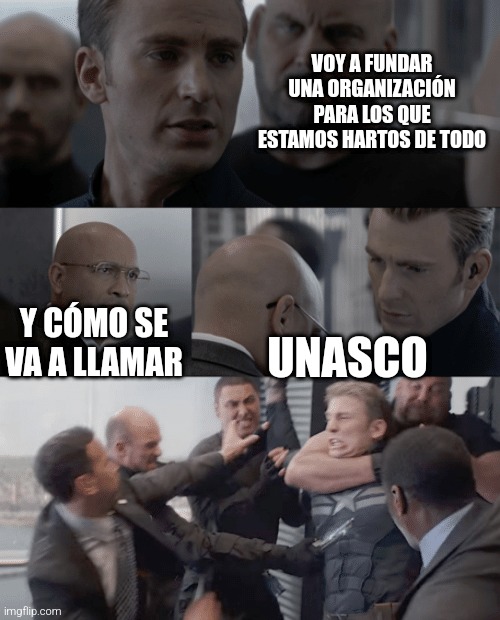 VOY A FUNDAR
UNA ORGANIZACIÓN
PARA LOS QUE
ESTAMOS HARTOS DE TODO
Y CÓMO SE
VA A LLAMAR
UNASCO
imgflip.com